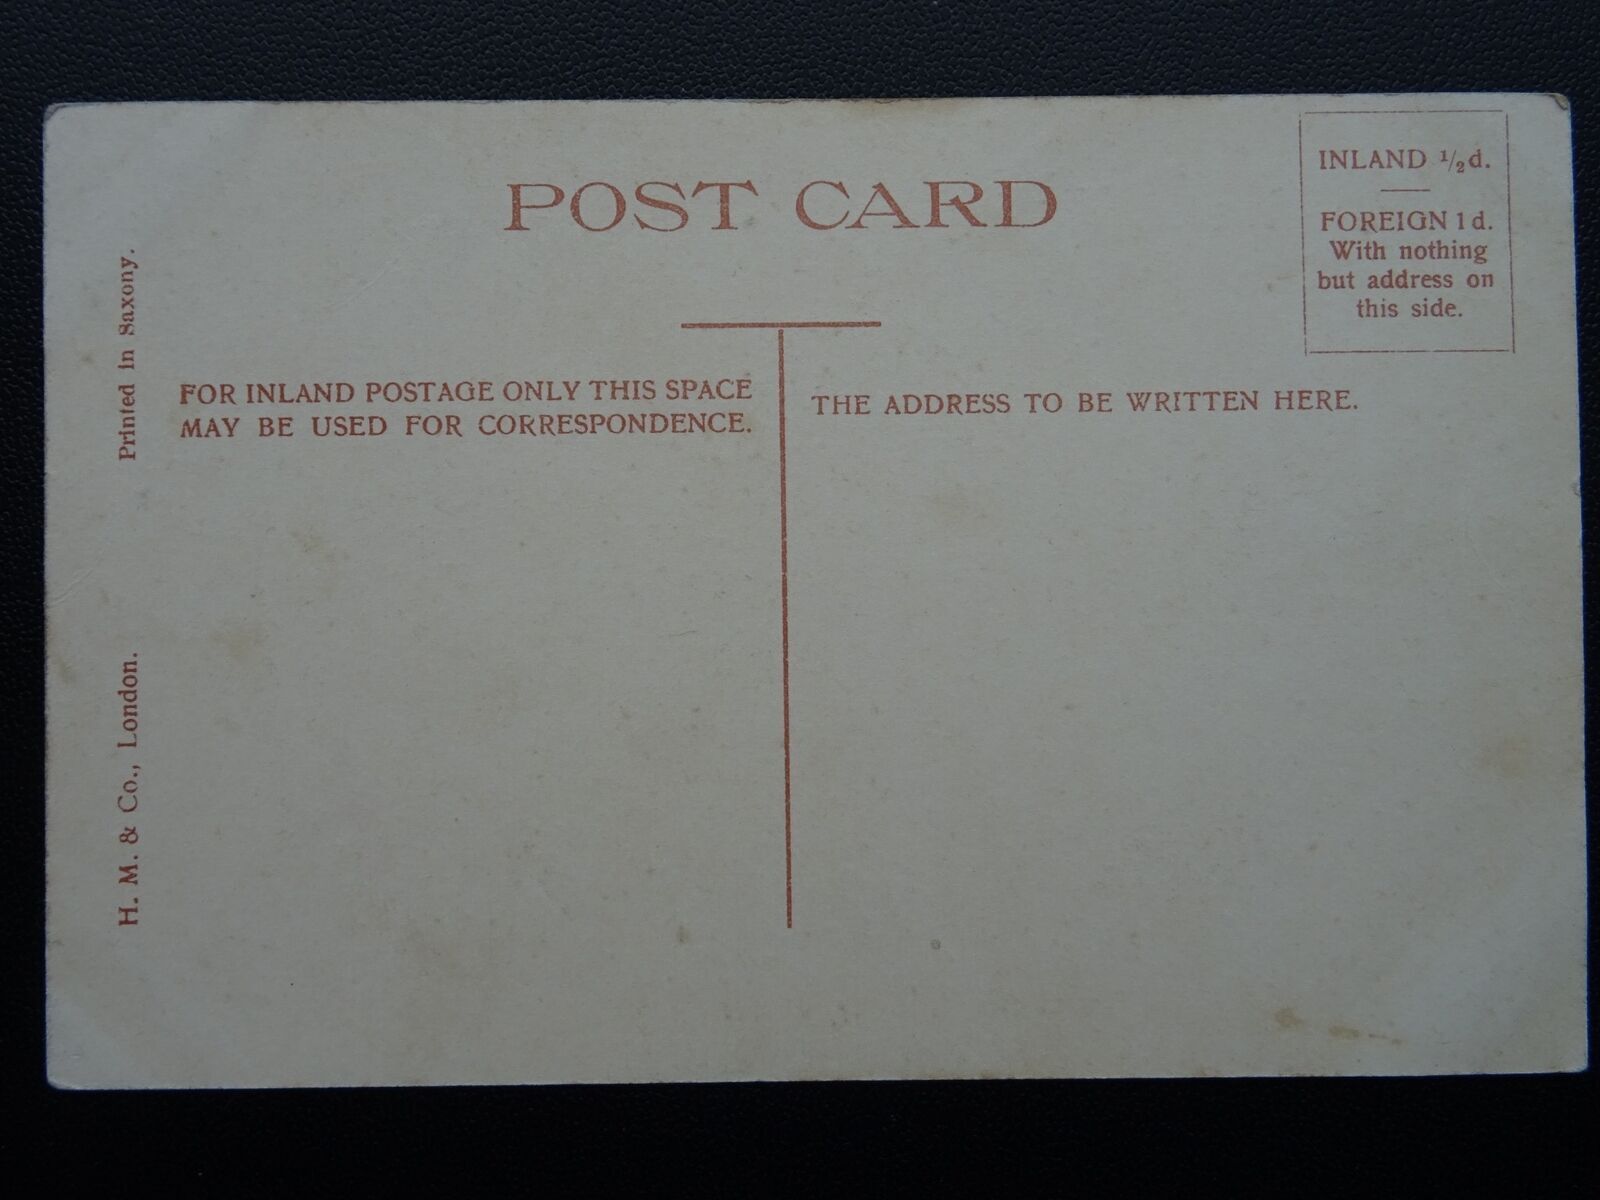 POST CARD
INLAND ½d.
FOREIGN 1d.
With nothing
but address on
this side.
FOR INLAND POSTAGE ONLY THIS SPACE
MAY BE USED FOR CORRESPONDENCE.
THE ADDRESS TO BE WRITTEN HERE.
H. M. & Co., London.
Printed in Saxony.